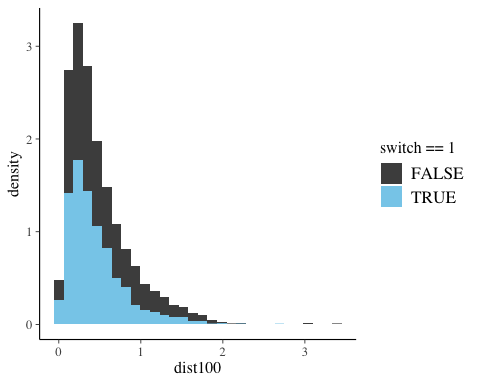 3
2
1
0
density
0
1
2
3
dist100
switch == 1
FALSE
TRUE